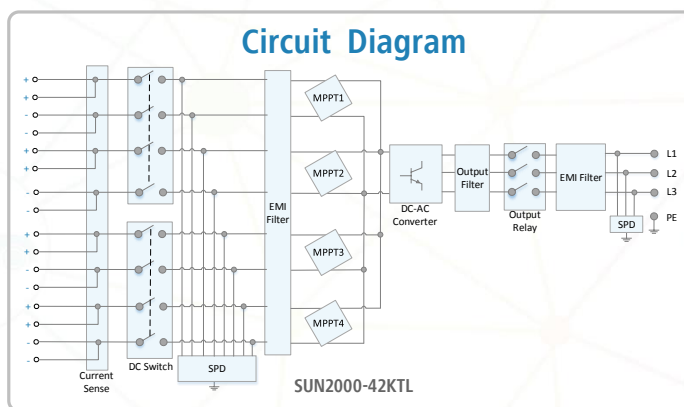 Circuit Diagram
+
+
-
-
+
+
-
-
+
+
-
-
+
+
-
-
Current
Sense
DC Switch
SPD
EMI
Filter
MPPT1
MPPT2
MPPT3
MPPT4
DC-AC
Converter
Output
Filter
Output
Relay
EMI Filter
SPD
L1
L2
L3
PE
SUN2000-42KTL